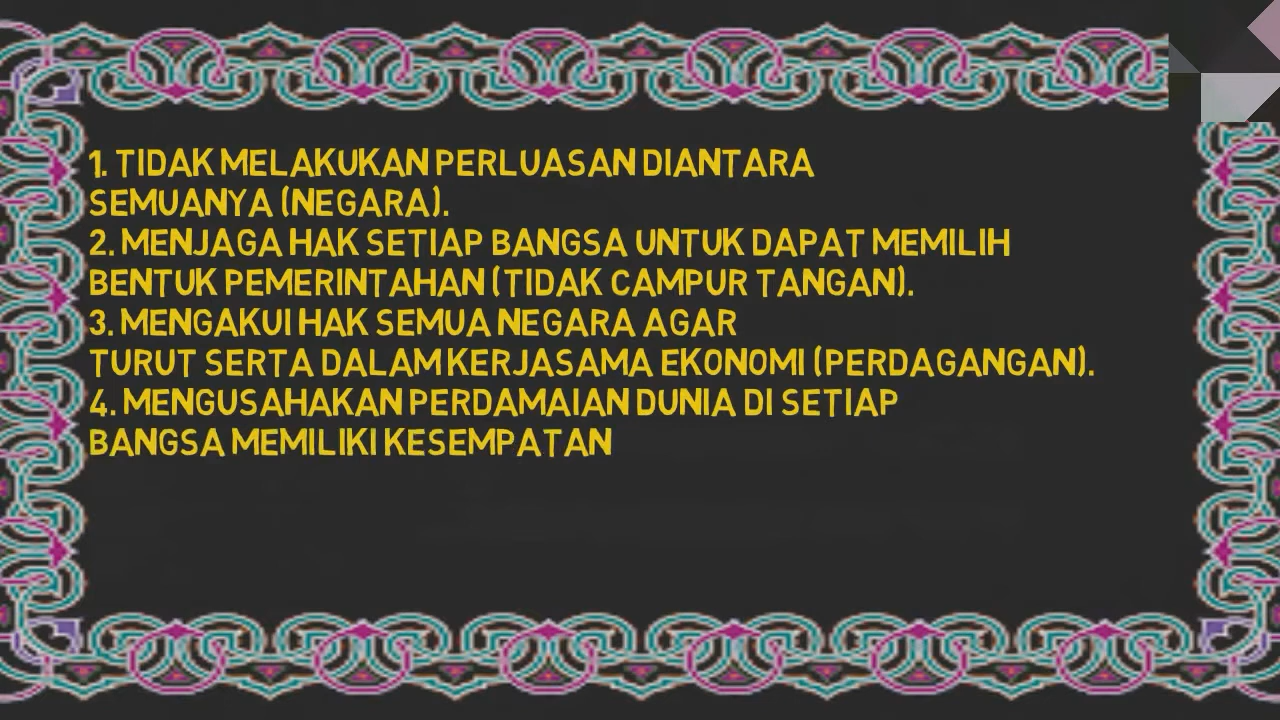 1. TIDAK MELAKUKAN PERLUASAN DIANTARA
SEMUANYA (NEGARA).
2. MENJAGA HAK SETIAP BANGSA UNTUK DAPAT MEMILIH
BENTUK PEMERINTAHAN (TIDAK CAMPUR TANGAN).
3. MENGAKUI HAK SEMUA NEGARA AGAR
TURUT SERTA DALAM KERJASAMA EKONOMI (PERDAGANGAN).
4. MENGUSAHAKAN PERDAMAIAN DUNIA DI SETIAP
BANGSA MEMILIKI KESEMPATAN